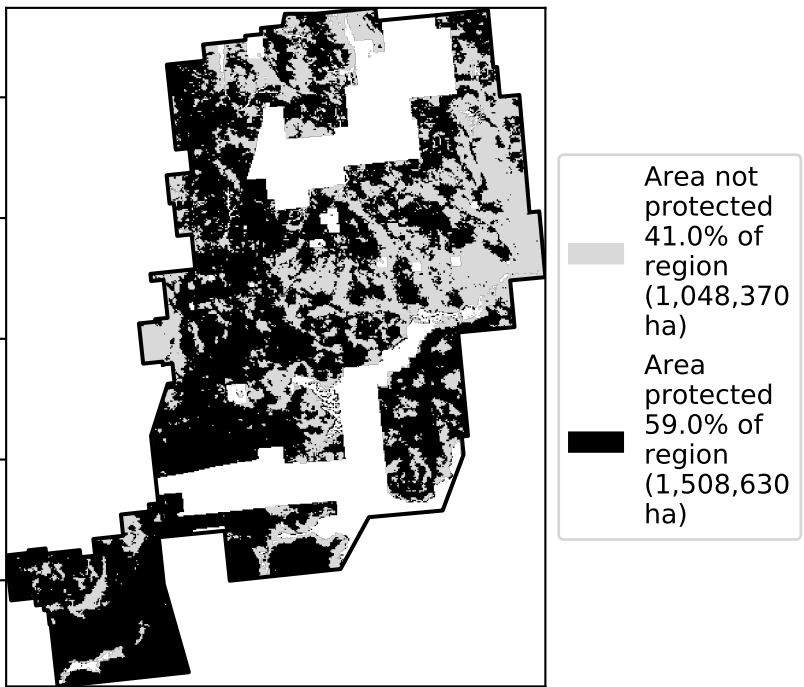 Area not
protected
41.0% of
region
(1,048,370
ha)
Area
protected
59.0% of
region
(1,508,630
ha)